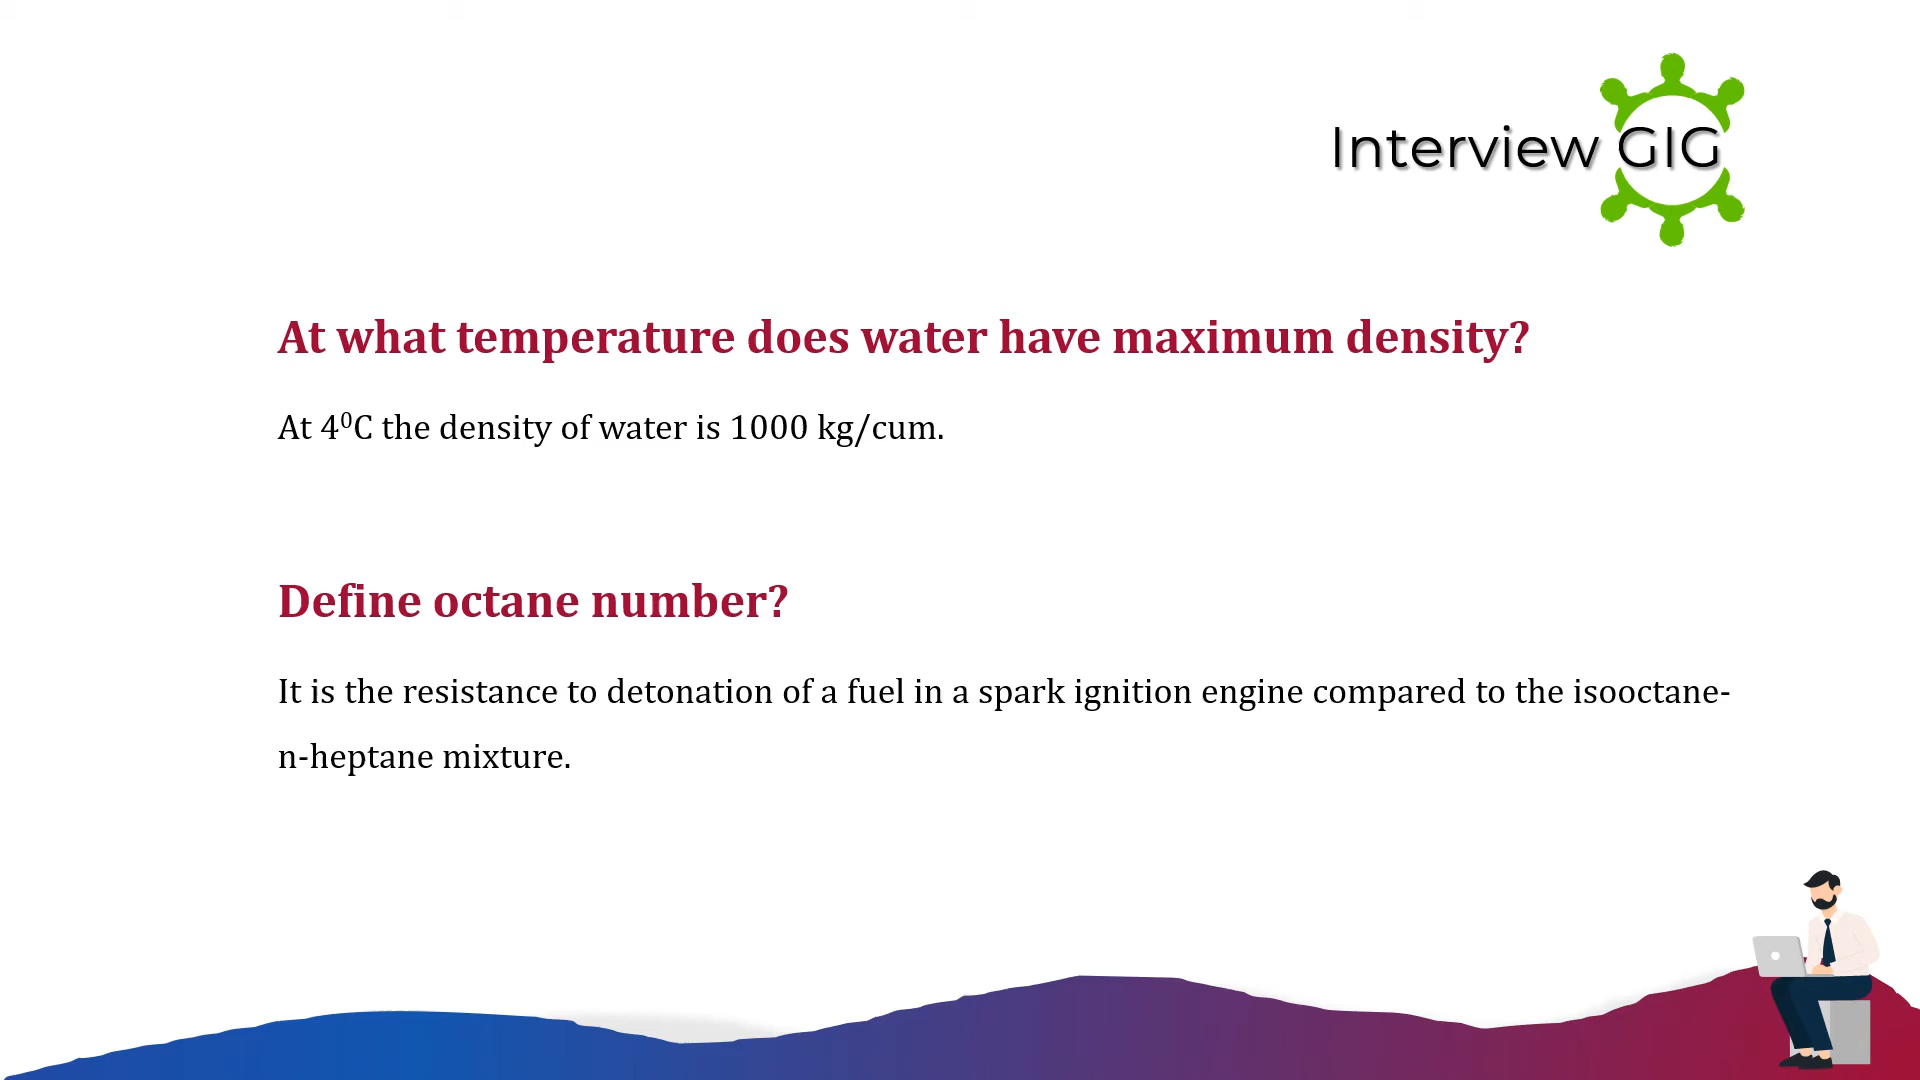 Interview GIG
At what temperature does water have maximum density?
At 4⁰C the density of water is 1000 kg/cum.
Define octane number?
It is the resistance to detonation of a fuel in a spark ignition engine compared to the isooctane-
n-heptane mixture.